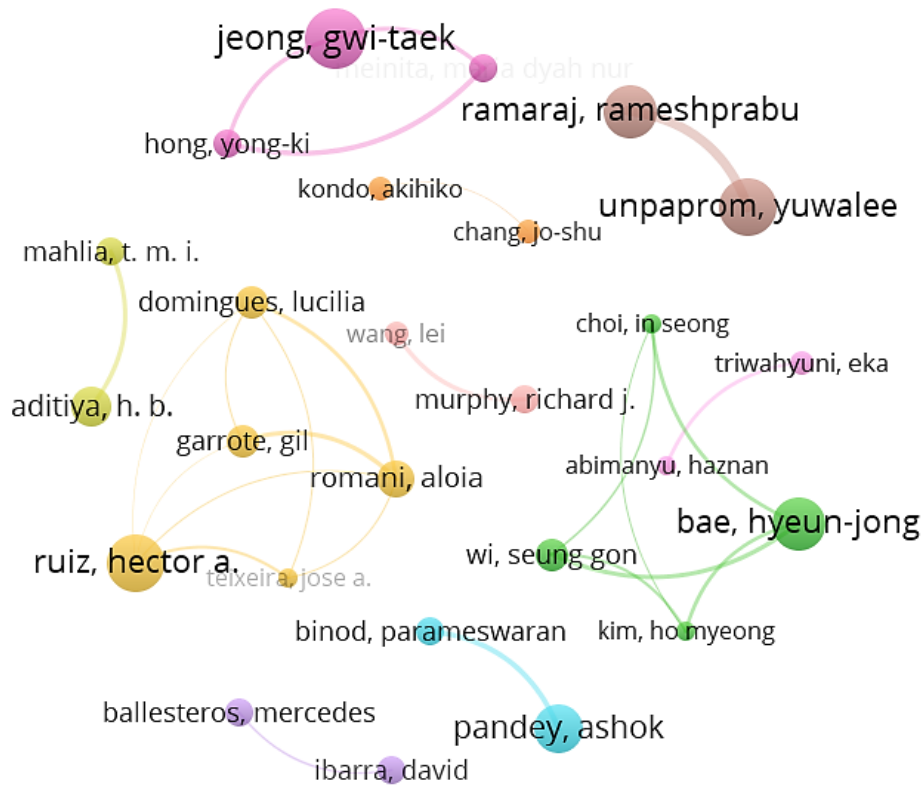 jeong, gwi-taek
meinita, maria dyah nur
ramaraj, rameshprabu
hong, yong-ki
kondo, akihiko
unpaprom, yuwalee
chang, jo-shu
mahlia, t. m. i.
domingues, lucilia
wang, lei
choi, in seong
triwahyuni, eka
aditiya, h. b.
murphy, richard j.
garrote, gil
abimanyu, haznan
romani, aloia
bae, hyeun-jong
wi, seung gon
ruiz, hector a.
teixeira, jose a.
binod, parameswaran
kim, ho myeong
ballesteros, mercedes
pandey, ashok
ibarra, david